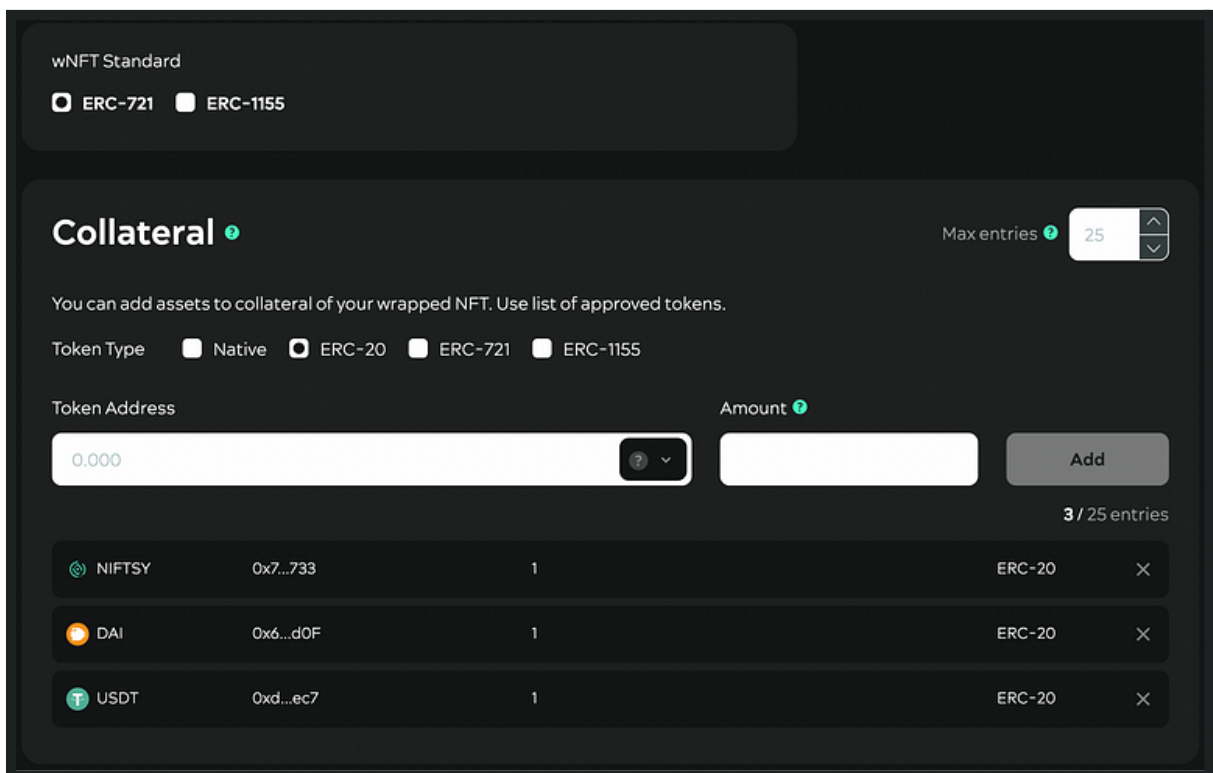 wNFT Standard
ERC-721 ERC-1155
Collateral ?
Max entries ? 25
You can add assets to collateral of your wrapped NFT. Use list of approved tokens.
Token Type Native ERC-20 ERC-721 ERC-1155
Token Address Amount ?
0.000 ? Add
3 / 25 entries
NIFTSY 0x7...733 1 ERC-20
DAI 0x6...d0F 1 ERC-20
USDT 0xd...ec7 1 ERC-20